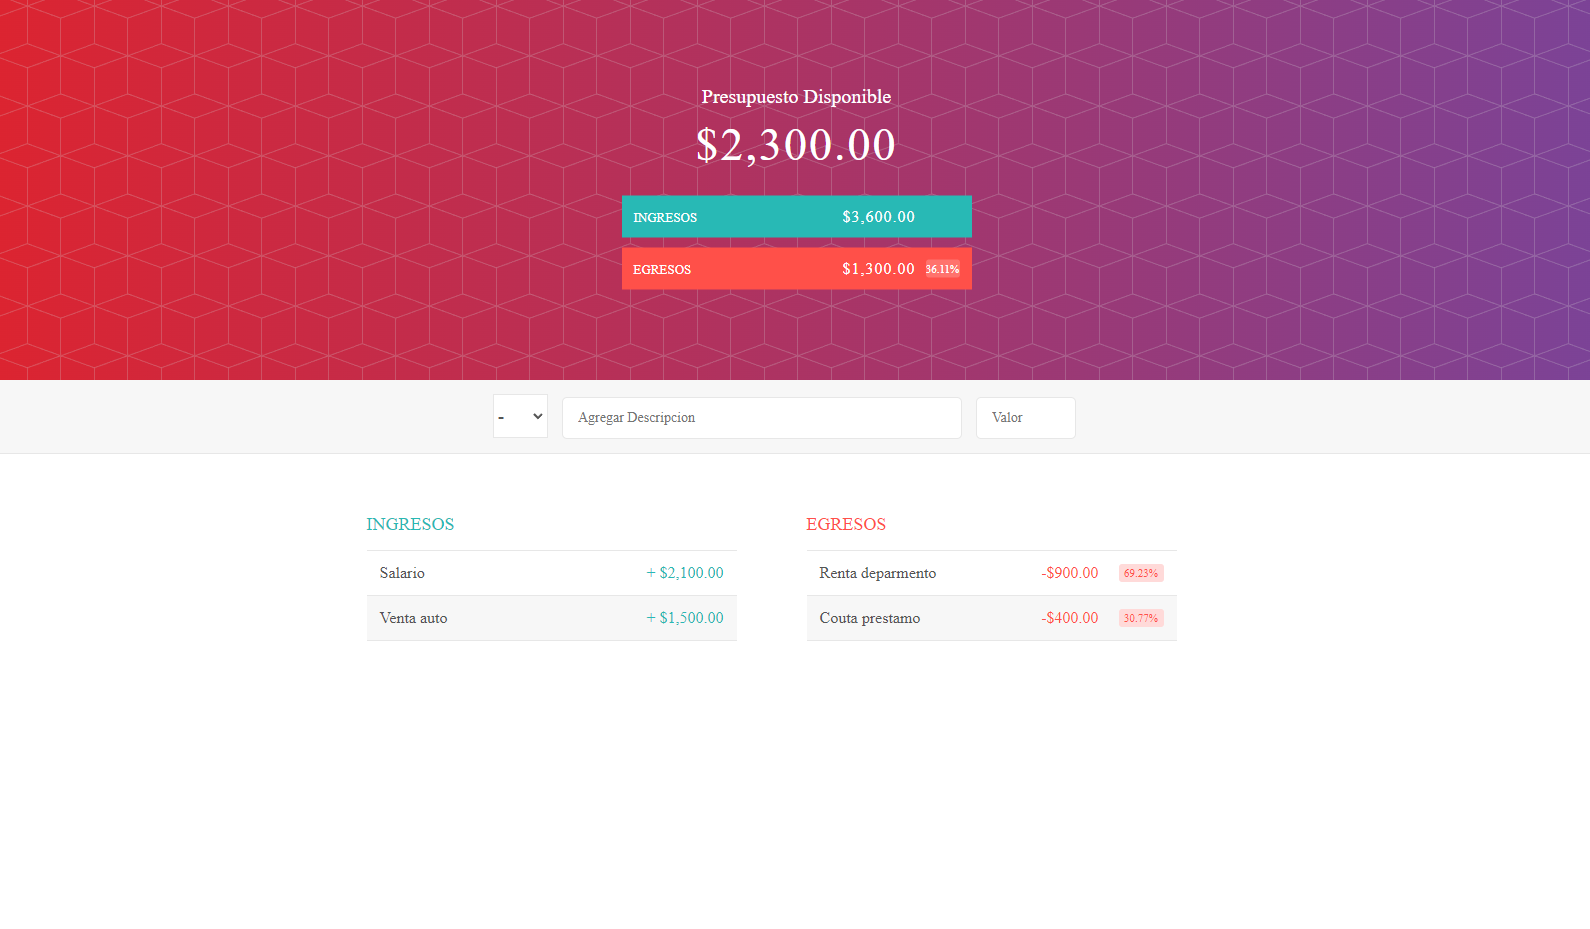 Presupuesto Disponible
$2,300.00
INGRESOS $3,600.00
EGRESOS $1,300.00 36.11%
- Agregar Descripcion Valor
INGRESOS
Salario + $2,100.00
Venta auto + $1,500.00
EGRESOS
Renta deparmento -$900.00 69.23%
Couta prestamo -$400.00 30.77%